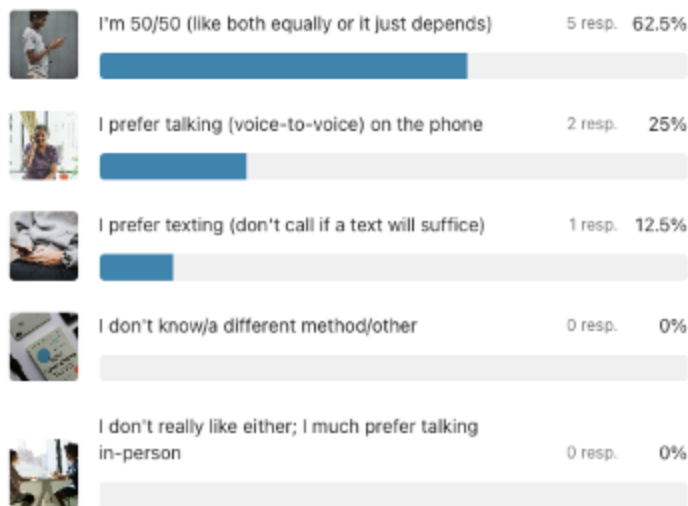 I'm 50/50 (like both equally or it just depends) 5 resp. 62.5%
I prefer talking (voice-to-voice) on the phone 2 resp. 25%
I prefer texting (don't call if a text will suffice) 1 resp. 12.5%
I don't know/a different method/other 0 resp. 0%
I don't really like either; I much prefer talking
in-person 0 resp. 0%